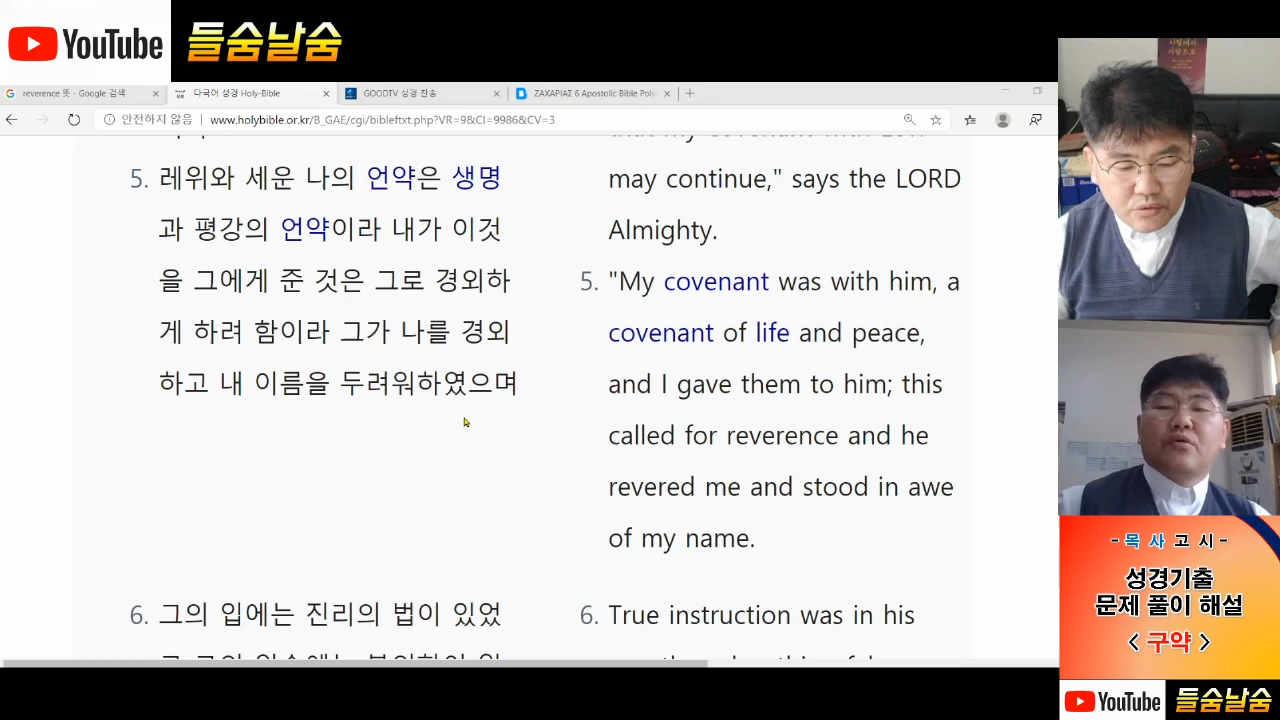 YouTube 들숨날숨
reverence 뜻 - Google 검색
다국어 성경 Holy-Bible
GOODTV 성경 찬송
ΖΑΧΑΡΙΑΣ 6 Apostolic Bible Poly
안전하지 않음 www.holybible.or.kr/B_GAE/cgi/bibleftxt.php?VR=9&CI=9986&CV=3
5. 레위와 세운 나의 언약은 생명
과 평강의 언약이라 내가 이것
을 그에게 준 것은 그로 경외하
게 하려 함이라 그가 나를 경외
하고 내 이름을 두려워하였으며
6. 그의 입에는 진리의 법이 있었
may continue," says the LORD
Almighty.
5. "My covenant was with him, a
covenant of life and peace,
and I gave them to him; this
called for reverence and he
revered me and stood in awe
of my name.
6. True instruction was in his
- 목 사 고 시 -
성경기출
문제 풀이 해설
< 구약 >
YouTube 들숨날숨